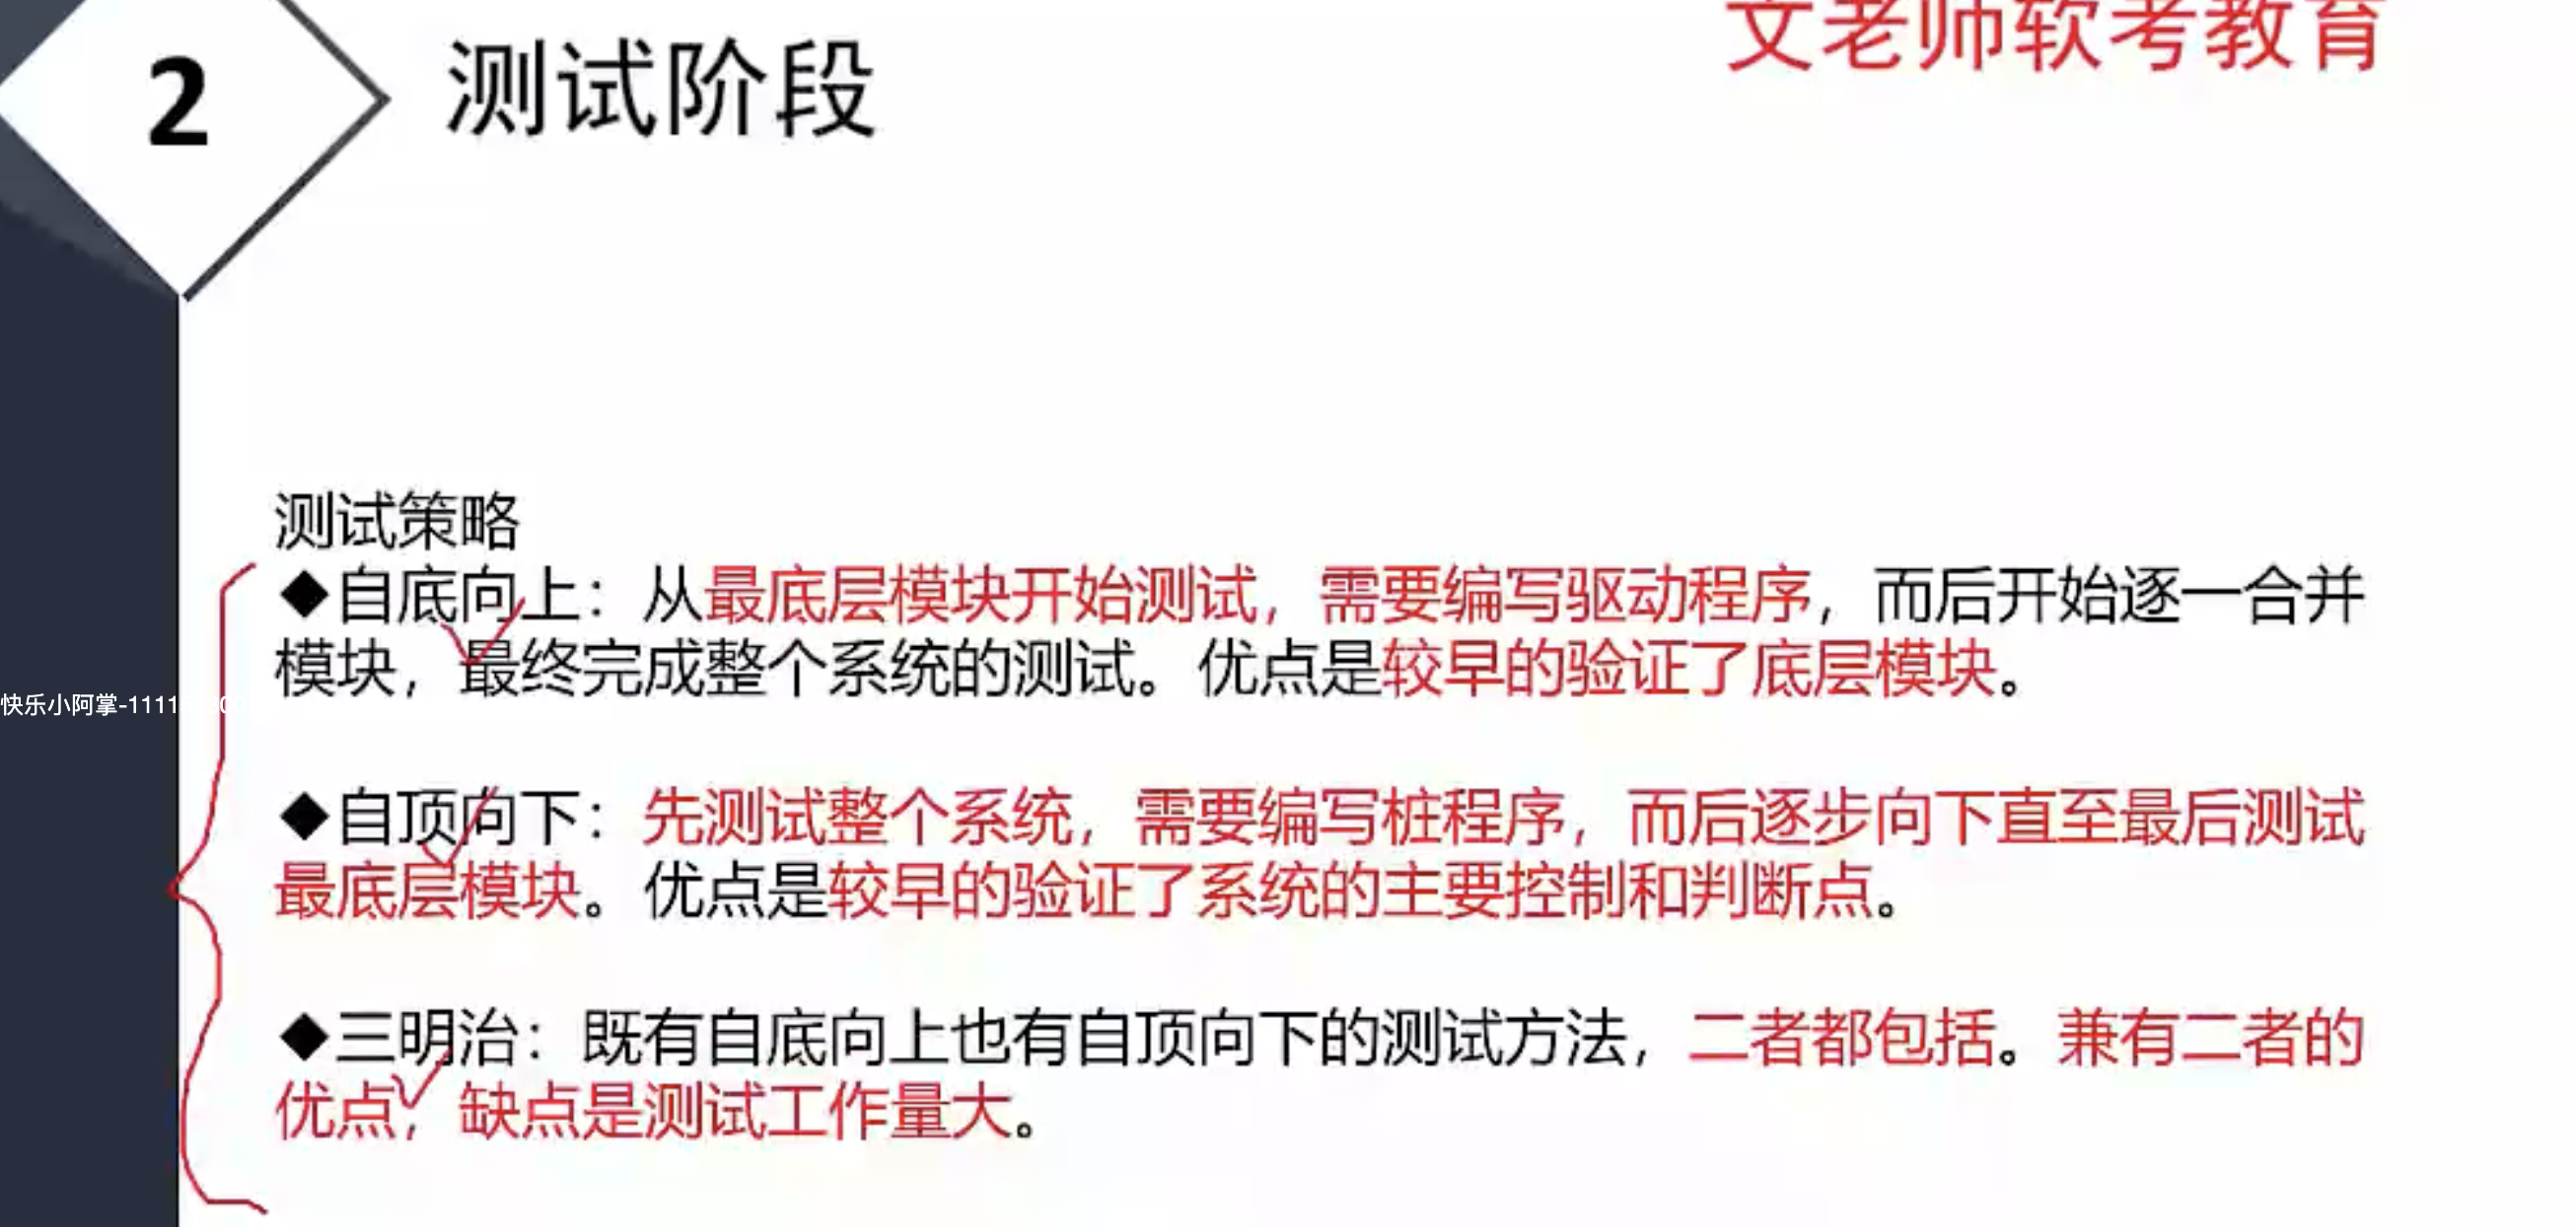 文老师软考教育
2
测试阶段
测试策略
◆自底向上：从最底层模块开始测试，需要编写驱动程序，而后开始逐一合并
模块，最终完成整个系统的测试。优点是较早的验证了底层模块。
快乐小阿掌-1111
◆自顶向下：先测试整个系统，需要编写桩程序，而后逐步向下直至最后测试
最底层模块。优点是较早的验证了系统的主要控制和判断点。
◆三明治：既有自底向上也有自顶向下的测试方法，二者都包括。兼有二者的
优点，缺点是测试工作量大。